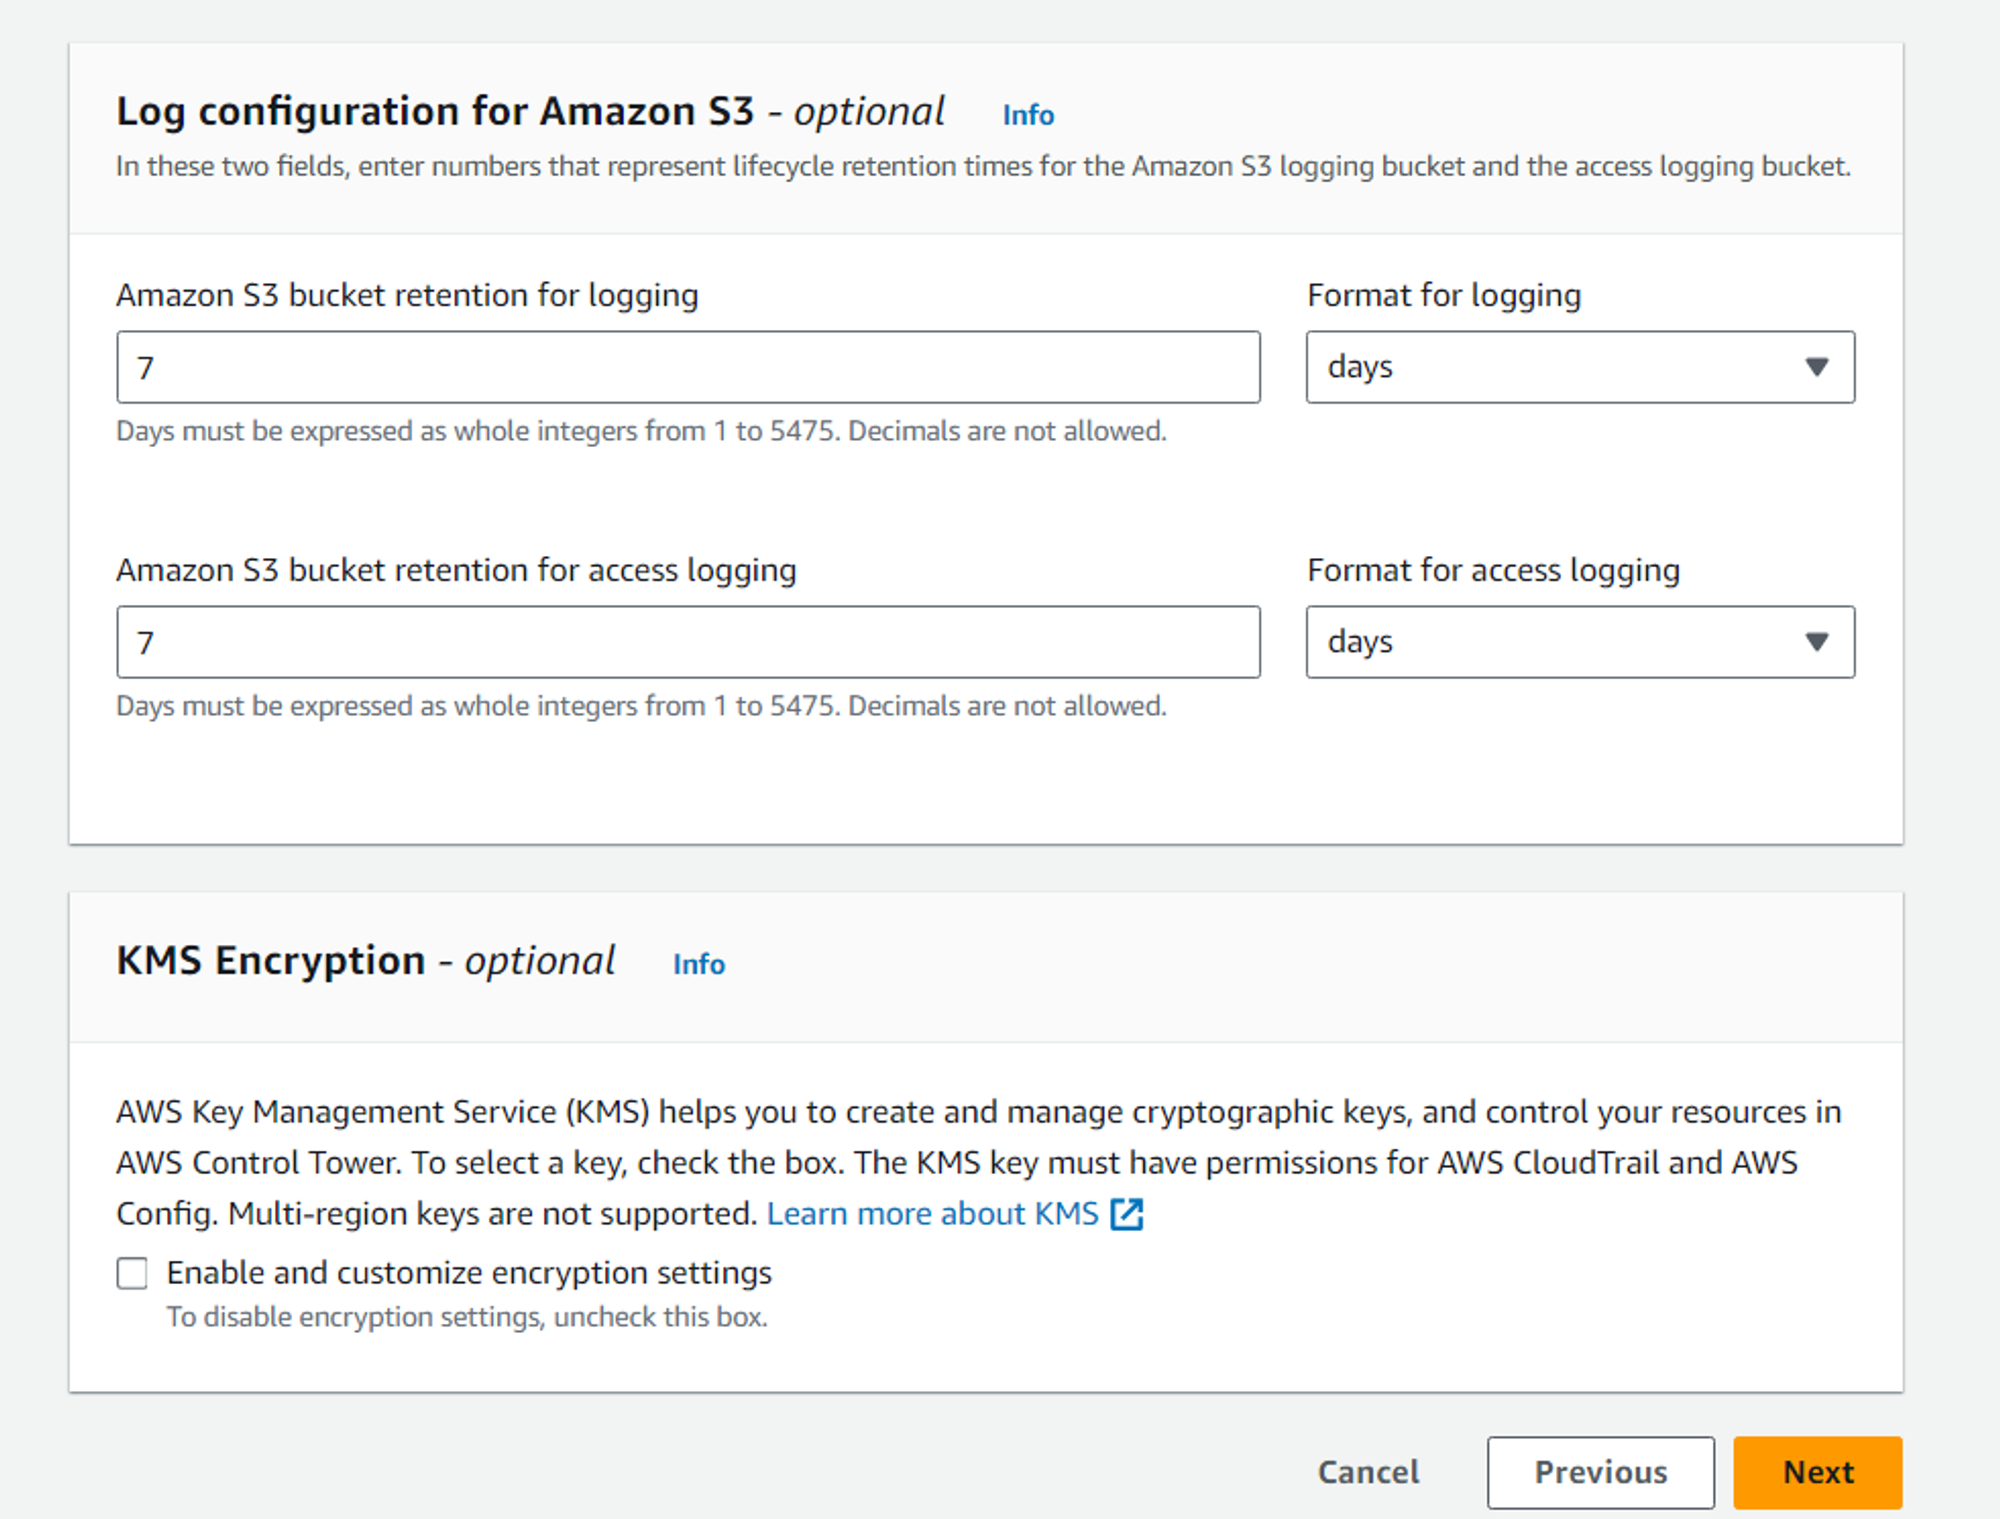 Log configuration for Amazon S3 - optional Info
In these two fields, enter numbers that represent lifecycle retention times for the Amazon S3 logging bucket and the access logging bucket.
Amazon S3 bucket retention for logging
Format for logging
7
days
Days must be expressed as whole integers from 1 to 5475. Decimals are not allowed.
Amazon S3 bucket retention for access logging
Format for access logging
7
days
Days must be expressed as whole integers from 1 to 5475. Decimals are not allowed.
KMS Encryption - optional Info
AWS Key Management Service (KMS) helps you to create and manage cryptographic keys, and control your resources in
AWS Control Tower. To select a key, check the box. The KMS key must have permissions for AWS CloudTrail and AWS
Config. Multi-region keys are not supported. Learn more about KMS
Enable and customize encryption settings
To disable encryption settings, uncheck this box.
Cancel
Previous
Next